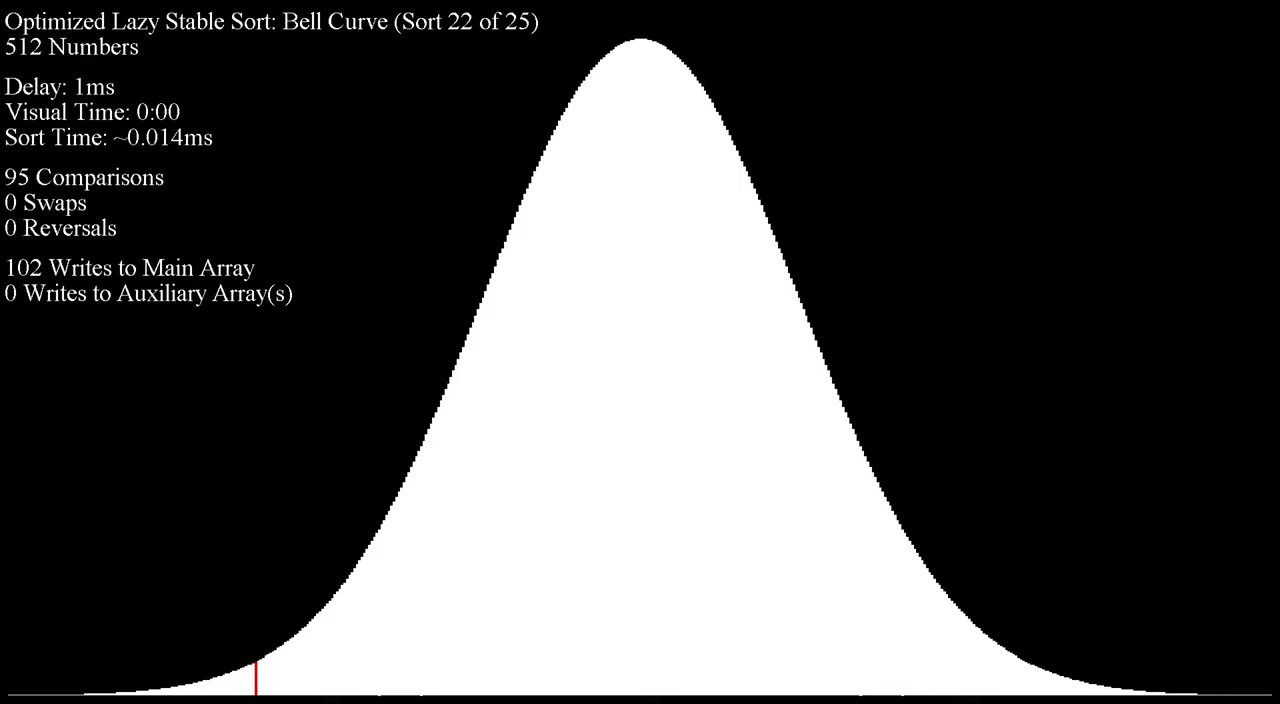 Optimized Lazy Stable Sort: Bell Curve (Sort 22 of 25)
512 Numbers
Delay: 1ms
Visual Time: 0:00
Sort Time: ~0.014ms
95 Comparisons
0 Swaps
0 Reversals
102 Writes to Main Array
0 Writes to Auxiliary Array(s)